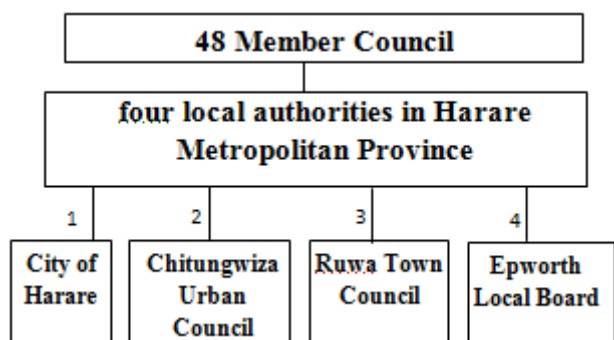 48 Member Council
four local authorities in Harare
Metropolitan Province
1
2
3
4
City of
Harare
Chitungwiza
Urban
Council
Ruwa Town
Council
Epworth
Local Board